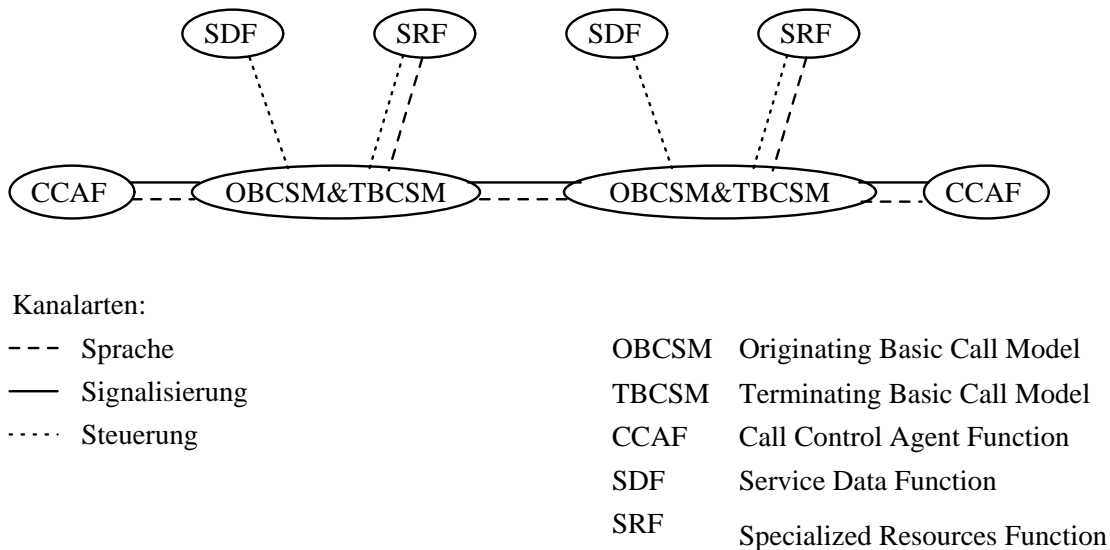 SDF SRF SDF SRF
CCAF OBCSM&TBCSM OBCSM&TBCSM CCAF
Kanalarten:
Sprache
Signalisierung
Steuerung
OBCSM Originating Basic Call Model
TBCSM Terminating Basic Call Model
CCAF Call Control Agent Function
SDF Service Data Function
SRF Specialized Resources Function